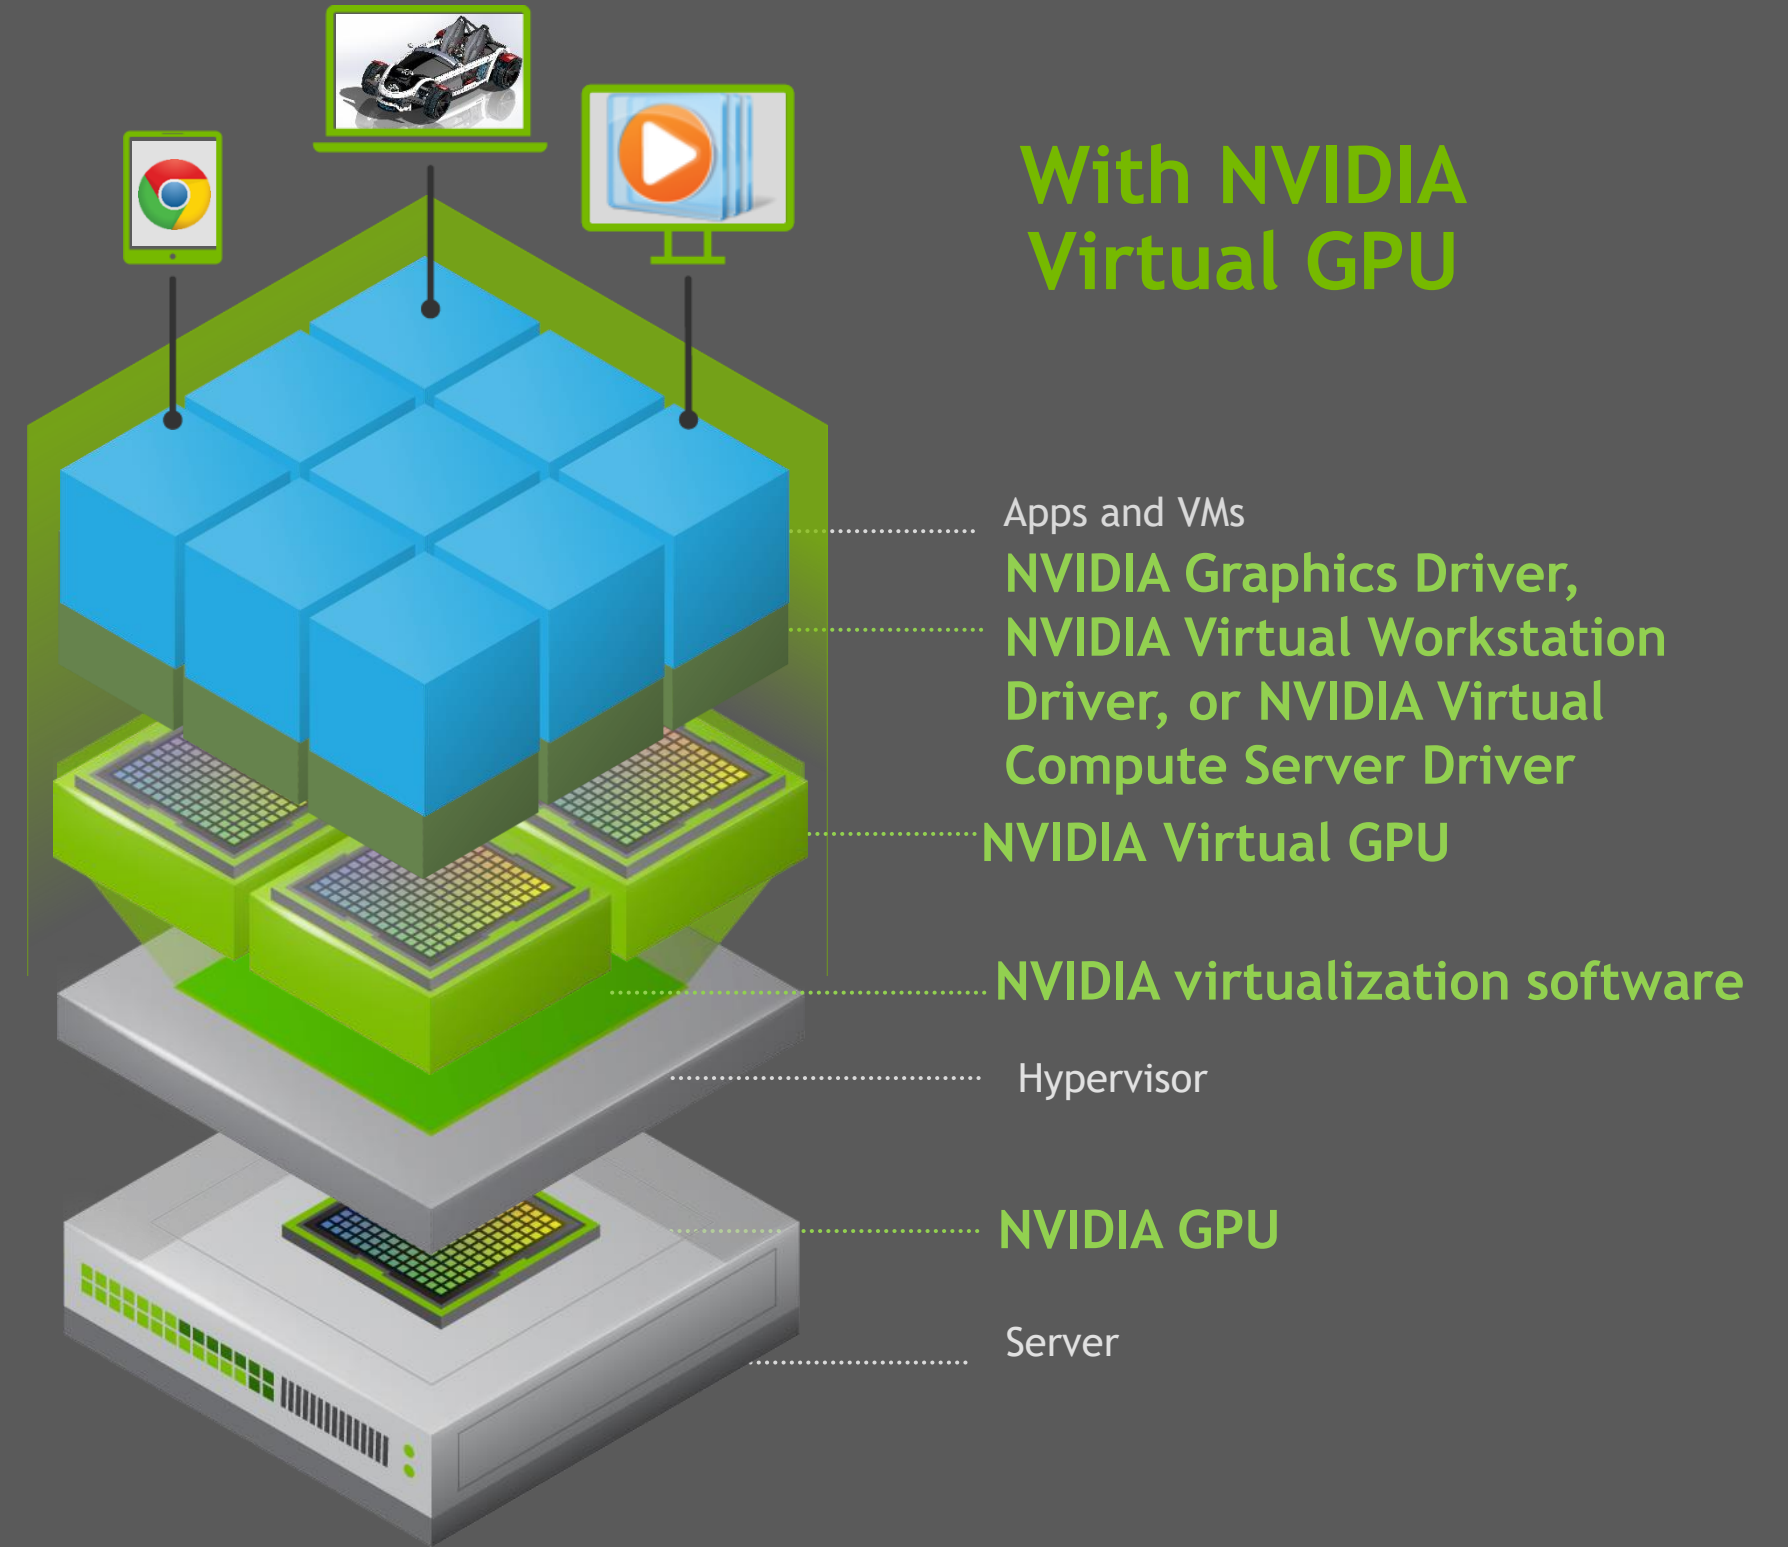 With NVIDIA
Virtual GPU
Apps and VMs
NVIDIA Graphics Driver,
NVIDIA Virtual Workstation
Driver, or NVIDIA Virtual
Compute Server Driver
NVIDIA Virtual GPU
NVIDIA virtualization software
Hypervisor
NVIDIA GPU
Server